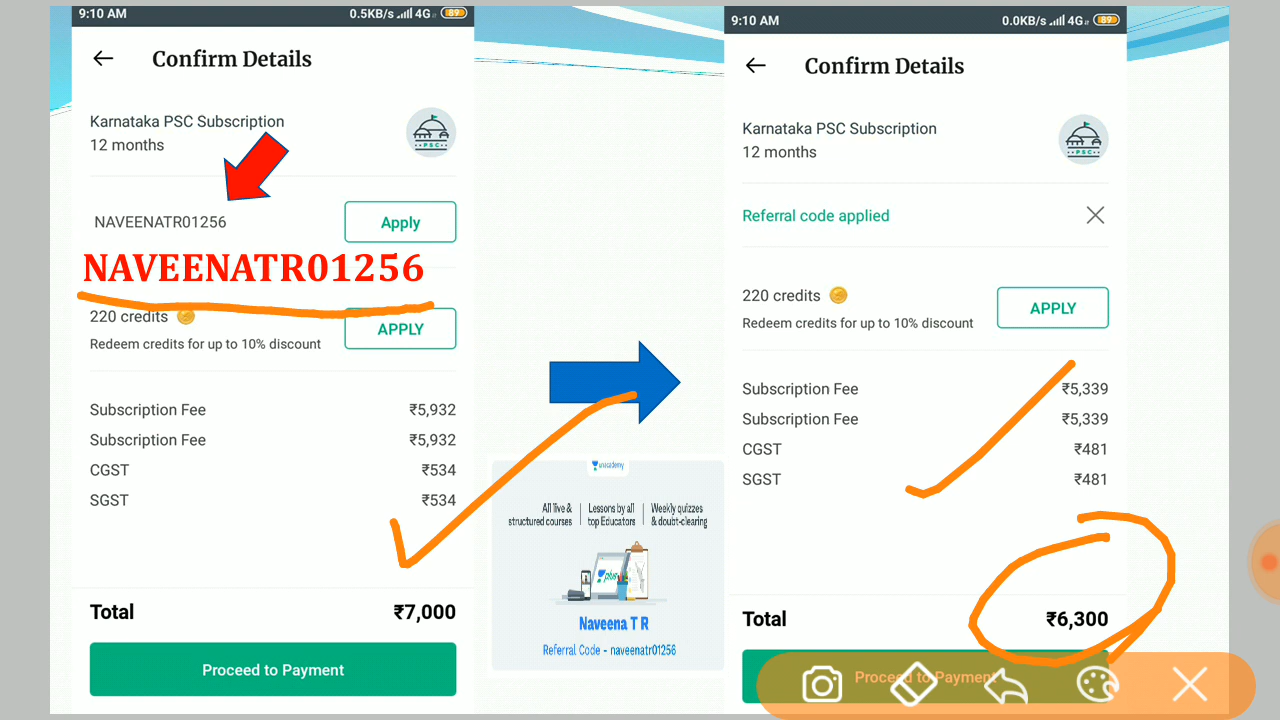 9:10 AM 0.5KB/s 4G 89
Confirm Details
Karnataka PSC Subscription
12 months
PSC
NAVEENATR01256 Apply
NAVEENATR01256
220 credits
Redeem credits for up to 10% discount
APPLY
Subscription Fee ₹5,932
Subscription Fee ₹5,932
CGST ₹534
SGST ₹534
Total ₹7,000
Proceed to Payment
unacademy
All live & structured courses
Lessons by all top Educators
Weekly quizzes & doubt-clearing
plus
Naveena T R
Referral Code - naveenatr01256
9:10 AM 0.0KB/s 4G 89
Confirm Details
Karnataka PSC Subscription
12 months
PSC
Referral code applied
220 credits
Redeem credits for up to 10% discount
APPLY
Subscription Fee ₹5,339
Subscription Fee ₹5,339
CGST ₹481
SGST ₹481
Total ₹6,300
Proceed to Payment